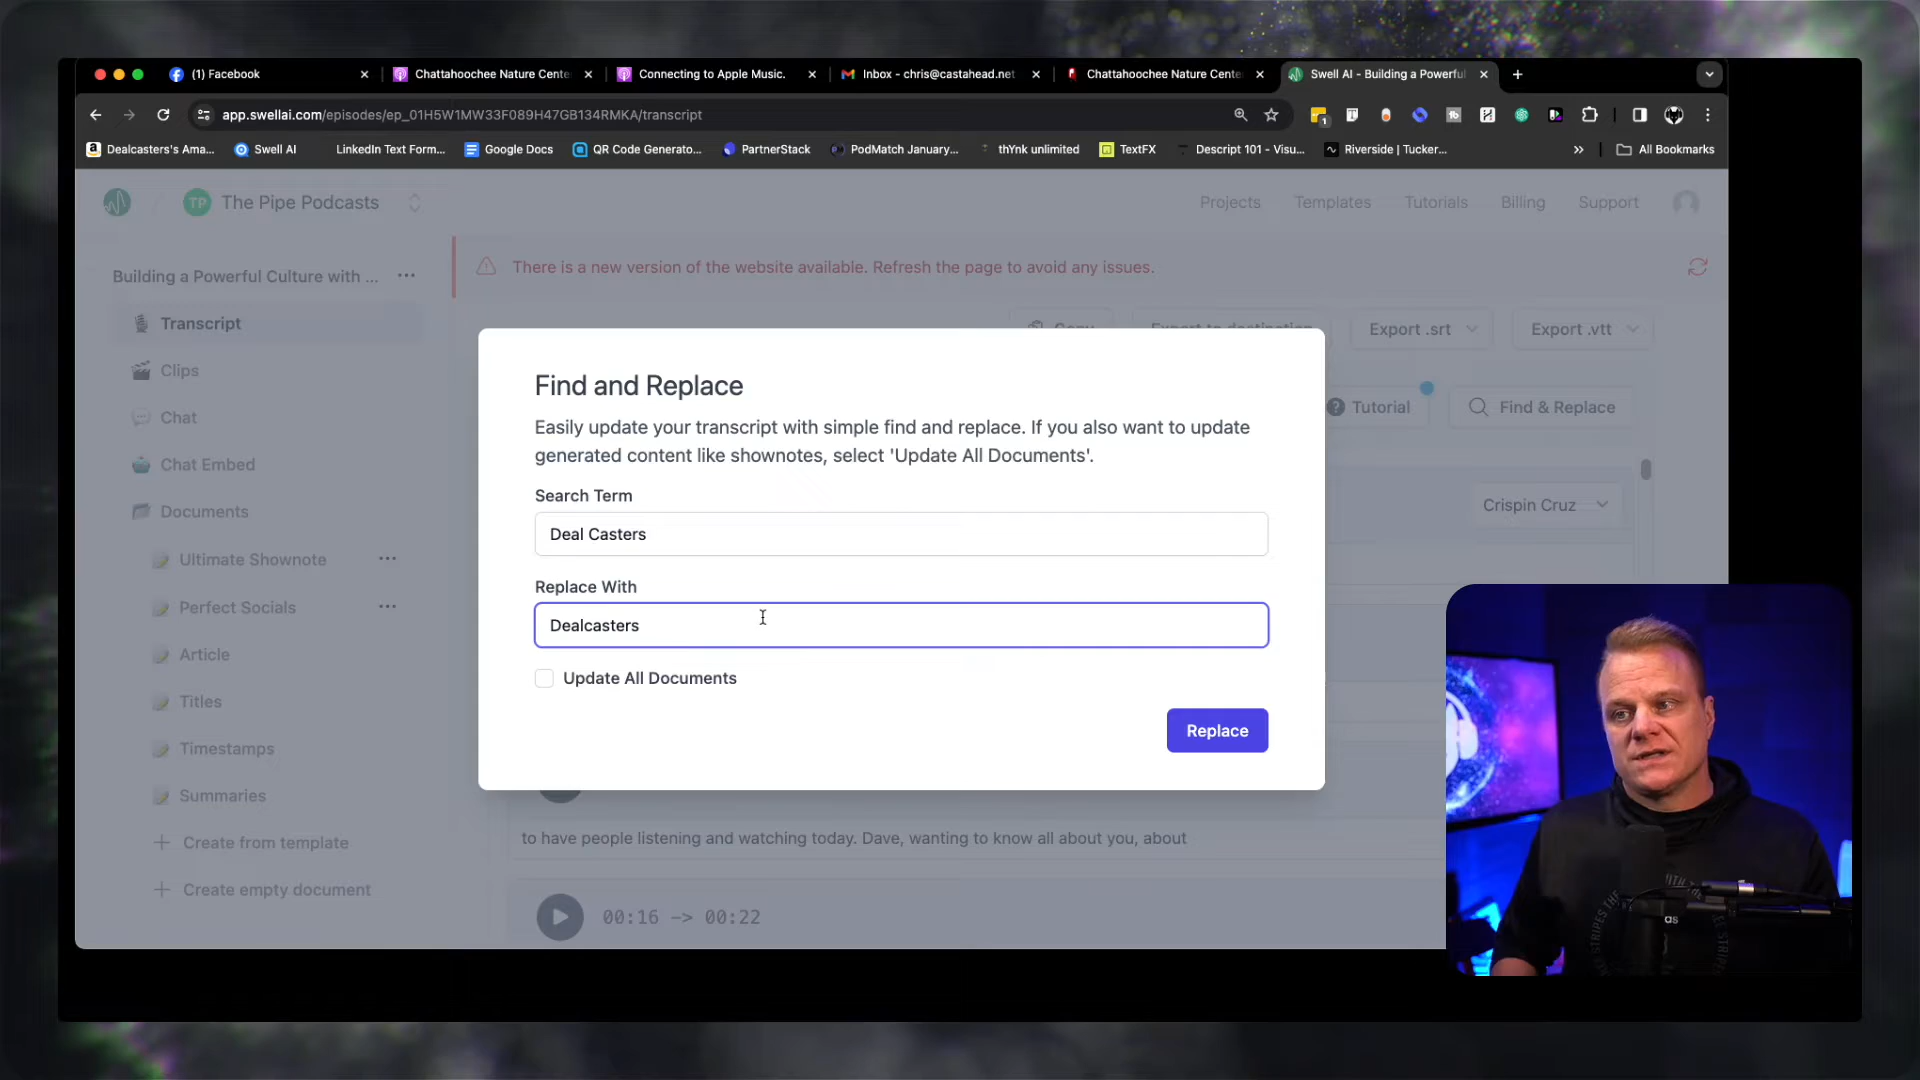 (1) Facebook
Chattahoochee Nature Cente
Connecting to Apple Music.
Inbox - chris@castahead.net
Chattahoochee Nature Cente
Swell AI - Building a Powerful
app.swellai.com/episodes/ep_01H5W1MW33F089H47GB134RMKA/transcript
Dealcasters's Ama...
Swell AI
LinkedIn Text Form...
Google Docs
QR Code Generato...
PartnerStack
PodMatch January...
thYnk unlimited
TextFX
Descript 101 - Visu...
Riverside | Tucker...
All Bookmarks
TP
The Pipe Podcasts
Projects
Templates
Tutorials
Billing
Support
Building a Powerful Culture with ...
There is a new version of the website available. Refresh the page to avoid any issues.
Transcript
Clips
Chat
Chat Embed
Documents
Ultimate Shownote
Perfect Socials
Article
Titles
Timestamps
Summaries
Create from template
Create empty document
Copy
Export to destination
Export .srt
Export .vtt
Tutorial
Find & Replace
Crispin Cruz
Find and Replace
Easily update your transcript with simple find and replace. If you also want to update
generated content like shownotes, select 'Update All Documents'.
Search Term
Deal Casters
Replace With
Dealcasters
Update All Documents
Replace
to have people listening and watching today. Dave, wanting to know all about you, about
00:16 -> 00:22